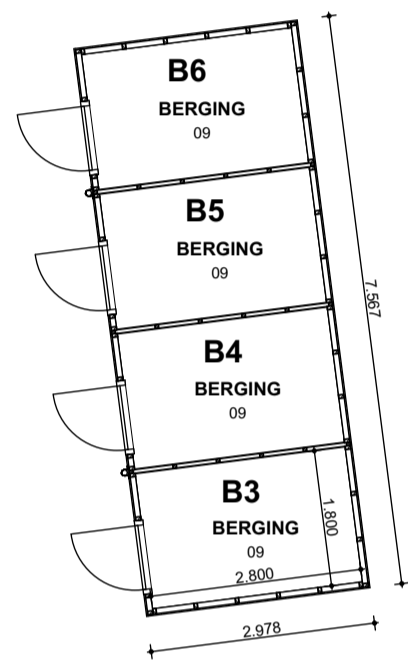 B6
BERGING
09
B5
BERGING
09
B4
BERGING
09
B3
BERGING
09
1.800
2.800
2.978
7.567